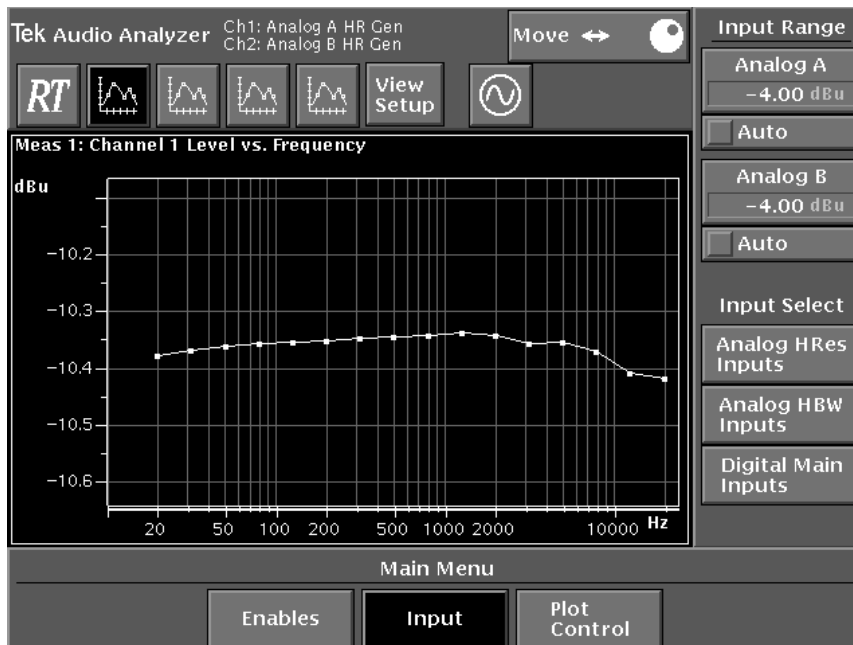 Tek Audio Analyzer
Ch1: Analog A HR Gen
Ch2: Analog B HR Gen
Move
RT
View
Setup
Meas 1: Channel 1 Level vs. Frequency
dBu
−10.2
−10.3
−10.4
−10.5
−10.6
20 50 100 200 500 1000 2000 10000 Hz
Input Range
Analog A
−4.00 dBu
Auto
Analog B
−4.00 dBu
Auto
Input Select
Analog HRes
Inputs
Analog HBW
Inputs
Digital Main
Inputs
Main Menu
Enables
Input
Plot
Control